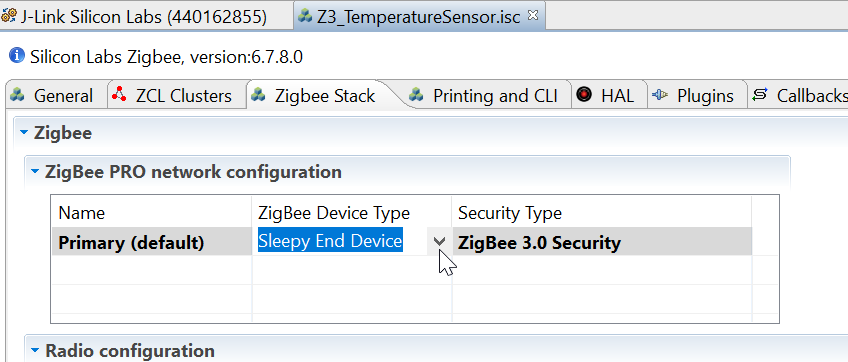 J-Link Silicon Labs (440162855) Z3_TemperatureSensor.isc
Silicon Labs Zigbee, version:6.7.8.0
General ZCL Clusters Zigbee Stack Printing and CLI HAL Plugins Callbacks
Zigbee
ZigBee PRO network configuration
Name ZigBee Device Type Security Type
Primary (default) Sleepy End Device ZigBee 3.0 Security
Radio configuration